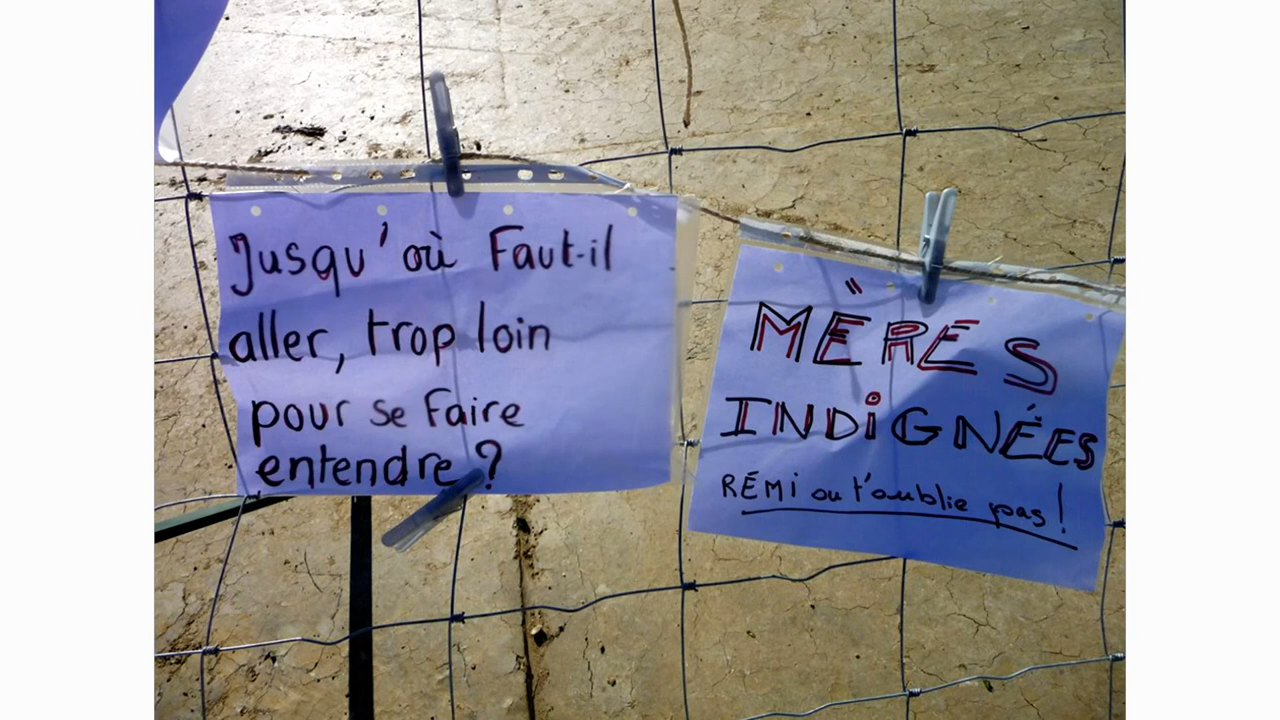 Jusqu'où Faut-il
aller, trop loin
pour se faire
entendre ?
MÈRES
INDIGNÉES
RÉMI on t'oublie pas !